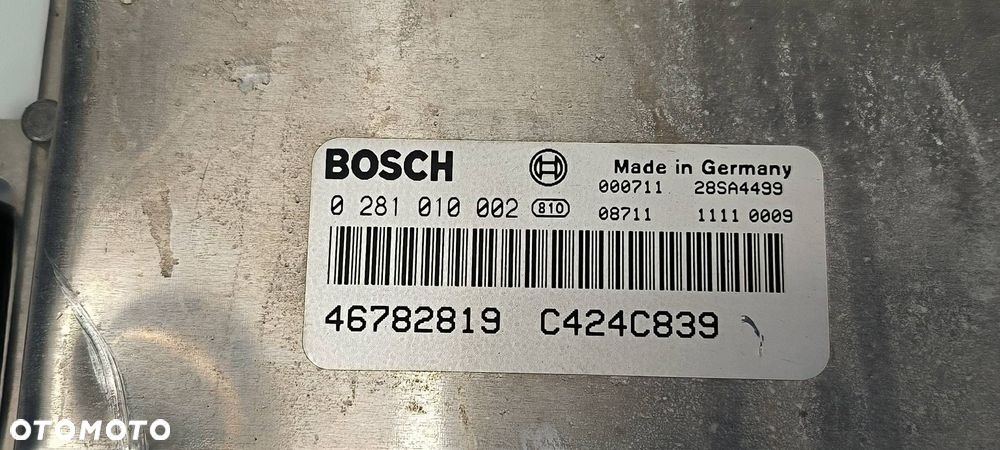 BOSCH
Made in Germany
000711 28SA4499
0 281 010 002 810
08711 1111 0009
46782819 C424C839
OTOMOTO